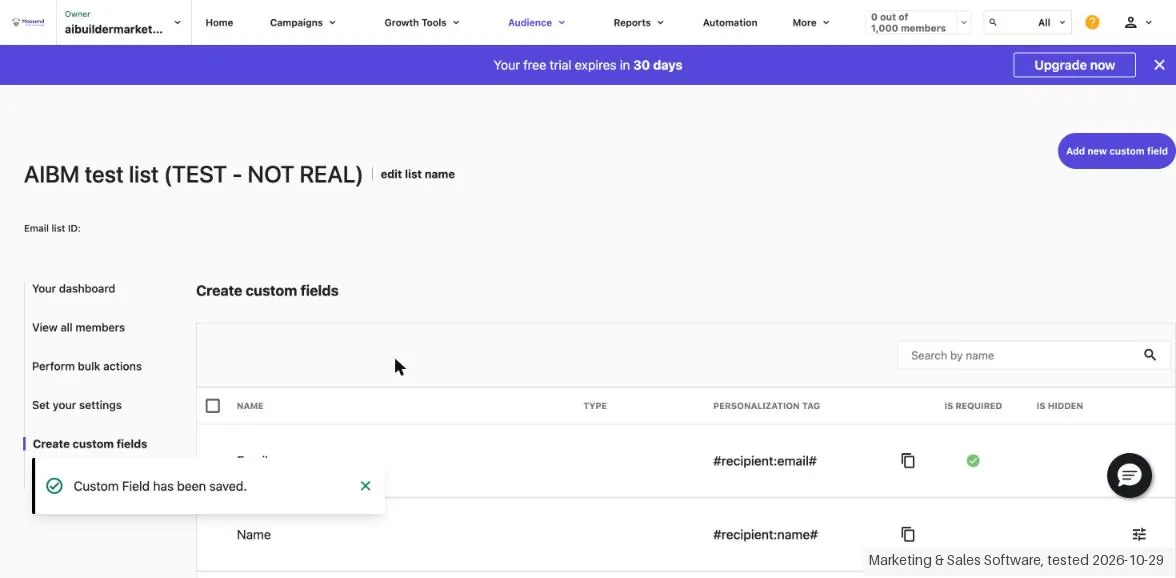 moosend
Owner
aibuildermarket...
Home
Campaigns
Growth Tools
Audience
Reports
Automation
More
0 out of
1,000 members
All
?
Your free trial expires in 30 days
Upgrade now
Add new custom field
AIBM test list (TEST - NOT REAL)
edit list name
Email list ID:
Your dashboard
View all members
Perform bulk actions
Set your settings
Create custom fields
Create custom fields
Search by name
NAME TYPE PERSONALIZATION TAG IS REQUIRED IS HIDDEN
#recipient:email#
Custom Field has been saved.
Name #recipient:name#
Marketing & Sales Software, tested 2026-10-29